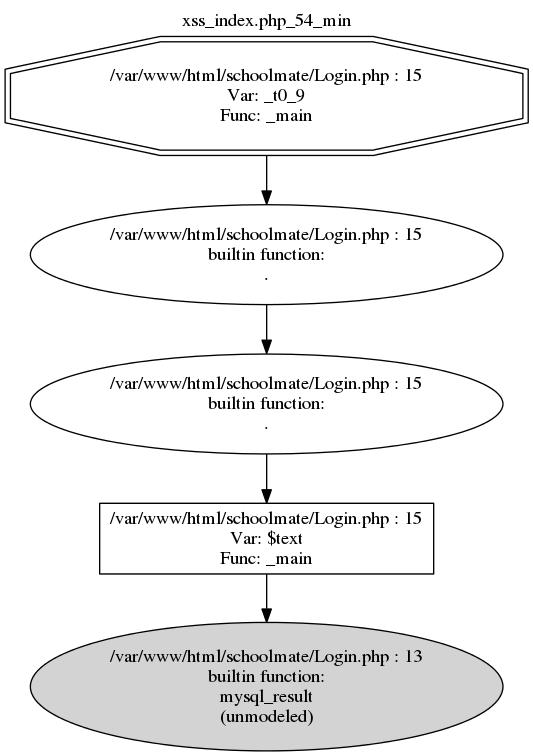 xss_index.php_54_min
/var/www/html/schoolmate/Login.php : 15
Var: _t0_9
Func: _main
/var/www/html/schoolmate/Login.php : 15
builtin function:
.
/var/www/html/schoolmate/Login.php : 15
builtin function:
.
/var/www/html/schoolmate/Login.php : 15
Var: $text
Func: _main
/var/www/html/schoolmate/Login.php : 13
builtin function:
mysql_result
(unmodeled)